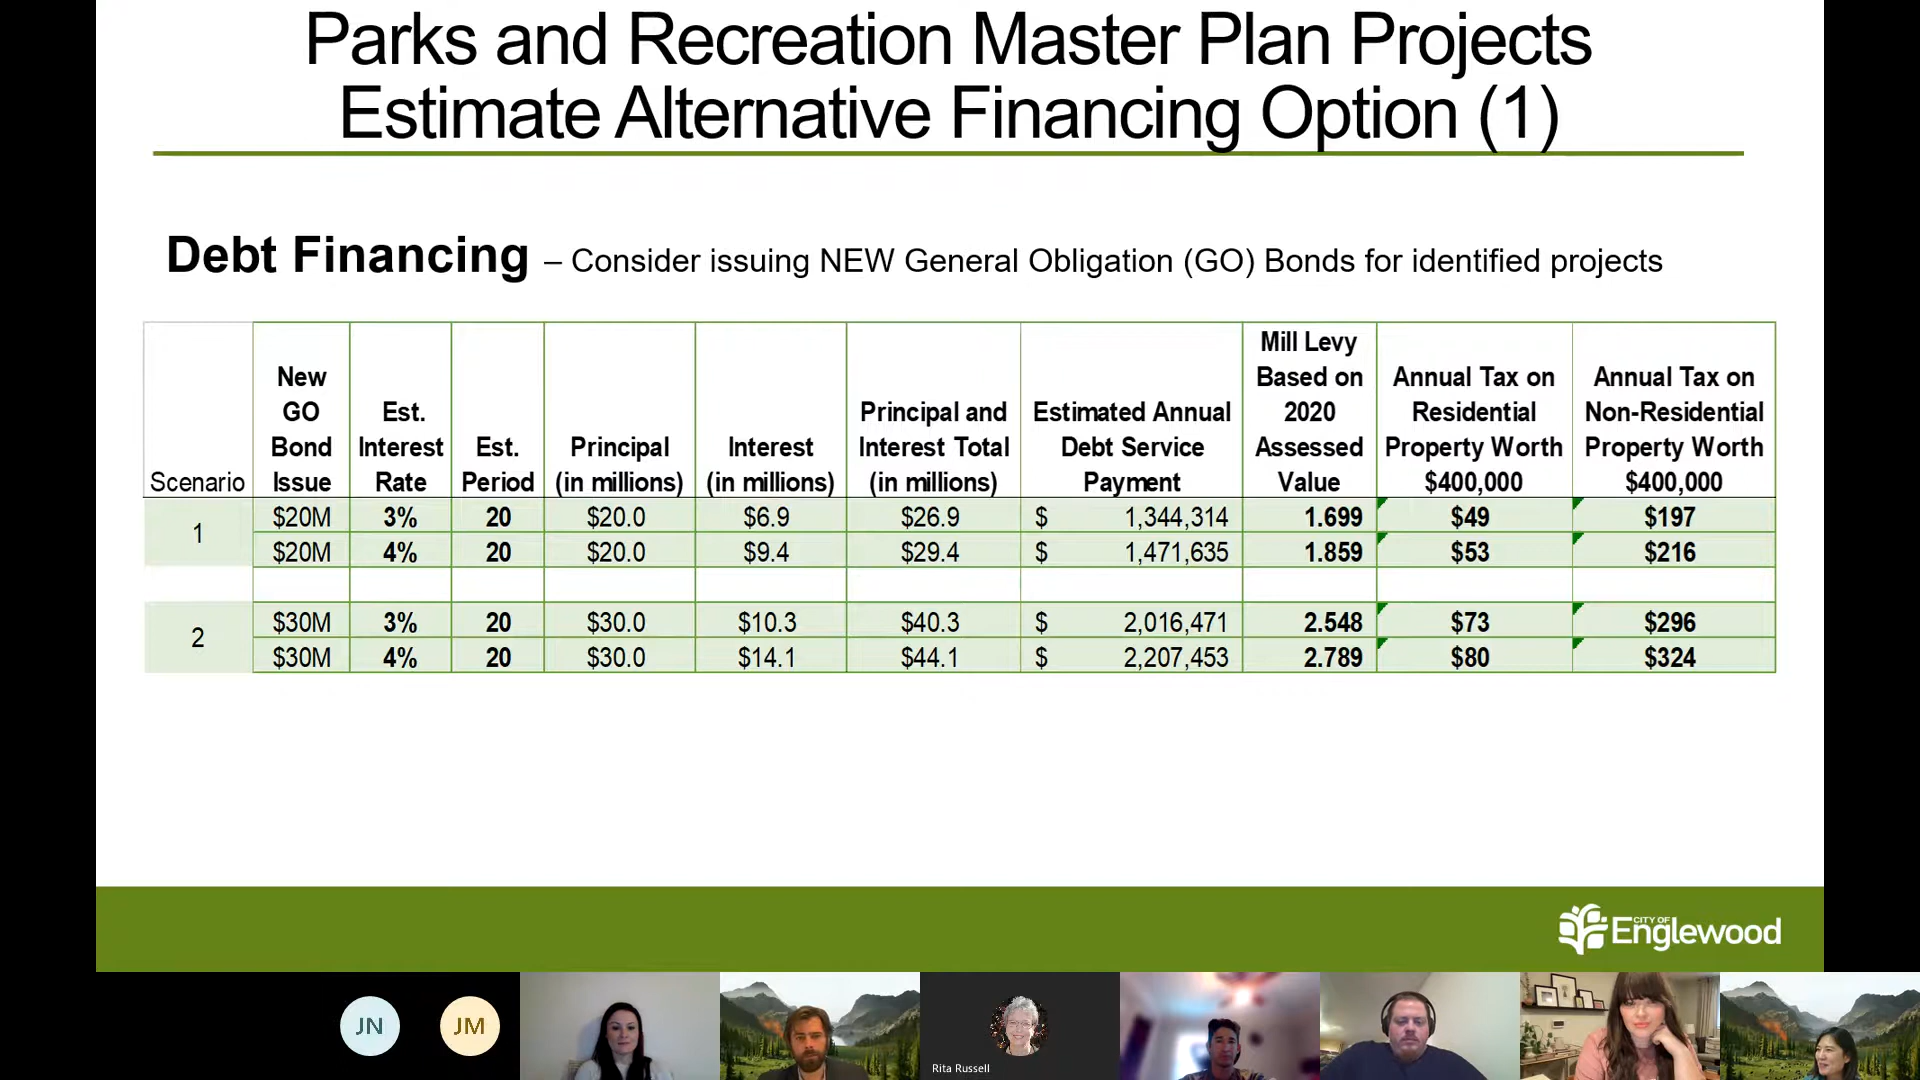 Parks and Recreation Master Plan Projects
Estimate Alternative Financing Option (1)
Debt Financing – Consider issuing NEW General Obligation (GO) Bonds for identified projects
Scenario New GO Bond Issue Est. Interest Rate Est. Period Principal (in millions) Interest (in millions) Principal and Interest Total (in millions) Estimated Annual Debt Service Payment Mill Levy Based on 2020 Assessed Value Annual Tax on Residential Property Worth $400,000 Annual Tax on Non-Residential Property Worth $400,000
1 $20M 3% 20 $20.0 $6.9 $26.9 $ 1,344,314 1.699 $49 $197
$20M 4% 20 $20.0 $9.4 $29.4 $ 1,471,635 1.859 $53 $216
2 $30M 3% 20 $30.0 $10.3 $40.3 $ 2,016,471 2.548 $73 $296
$30M 4% 20 $30.0 $14.1 $44.1 $ 2,207,453 2.789 $80 $324
CITY OF
Englewood
JN JM
Rita Russell